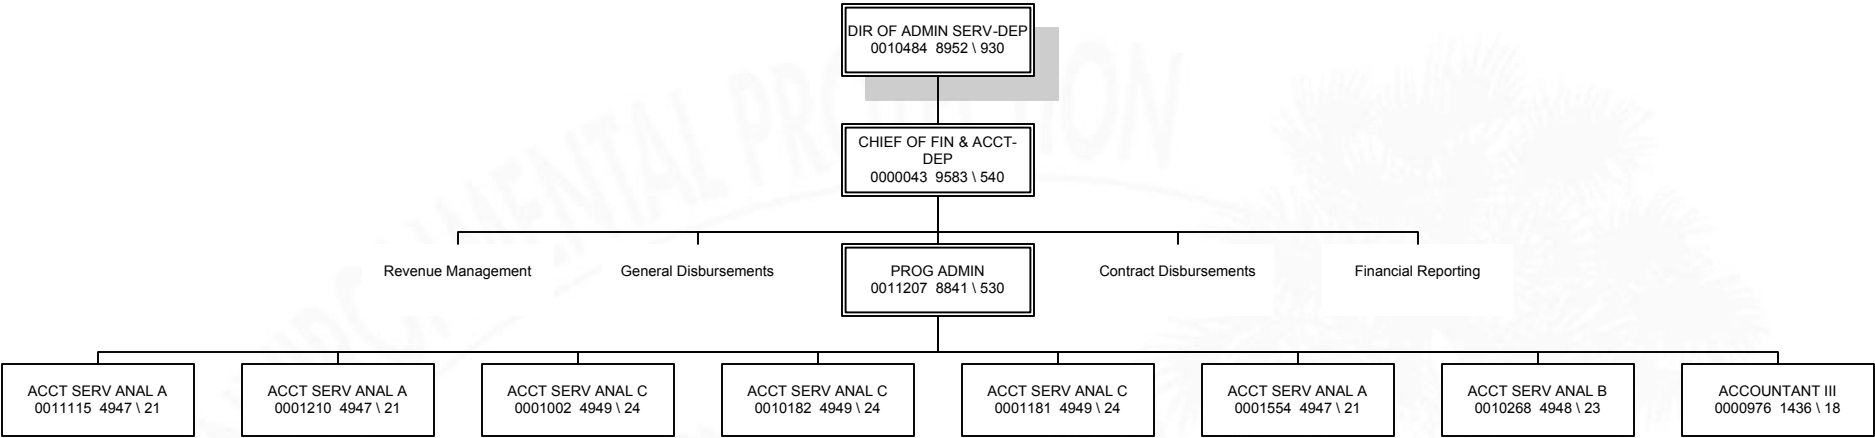 DIR OF ADMIN SERV-DEP
0010484 8952 \ 930
CHIEF OF FIN & ACCT-
DEP
0000043 9583 \ 540
Revenue Management
General Disbursements
PROG ADMIN
0011207 8841 \ 530
Contract Disbursements
Financial Reporting
ACCT SERV ANAL A
0011115 4947 \ 21
ACCT SERV ANAL A
0001210 4947 \ 21
ACCT SERV ANAL C
0001002 4949 \ 24
ACCT SERV ANAL C
0010182 4949 \ 24
ACCT SERV ANAL C
0001181 4949 \ 24
ACCT SERV ANAL A
0001554 4947 \ 21
ACCT SERV ANAL B
0010268 4948 \ 23
ACCOUNTANT III
0000976 1436 \ 18